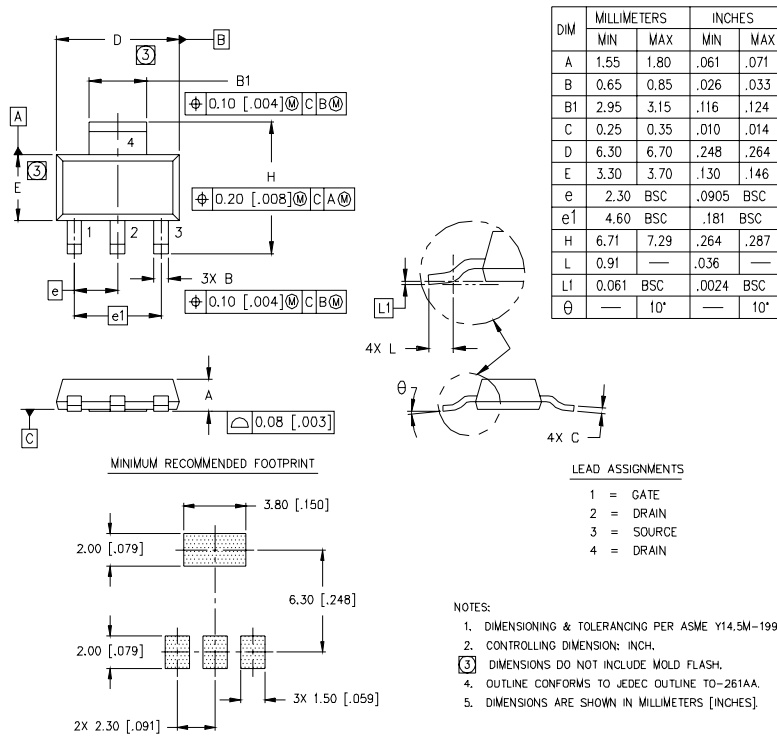 D
B
3
B1
⌖ 0.10 [.004]Ⓜ C BⓂ
A
4
3
E
H
⌖ 0.20 [.008]Ⓜ C AⓂ
1 2 3
3X B
e
⌖ 0.10 [.004]Ⓜ C BⓂ
e1
L1
4X L
A
C
⌓ 0.08 [.003]
θ
4X C
DIM MILLIMETERS INCHES
MIN MAX MIN MAX
A 1.55 1.80 .061 .071
B 0.65 0.85 .026 .033
B1 2.95 3.15 .116 .124
C 0.25 0.35 .010 .014
D 6.30 6.70 .248 .264
E 3.30 3.70 .130 .146
e 2.30 BSC .0905 BSC
e1 4.60 BSC .181 BSC
H 6.71 7.29 .264 .287
L 0.91 — .036 —
L1 0.061 BSC .0024 BSC
θ — 10° — 10°
MINIMUM RECOMMENDED FOOTPRINT
3.80 [.150]
2.00 [.079]
6.30 [.248]
2.00 [.079]
3X 1.50 [.059]
2X 2.30 [.091]
LEAD ASSIGNMENTS
1 = GATE
2 = DRAIN
3 = SOURCE
4 = DRAIN
NOTES:
1. DIMENSIONING & TOLERANCING PER ASME Y14.5M-199
2. CONTROLLING DIMENSION: INCH.
3 DIMENSIONS DO NOT INCLUDE MOLD FLASH.
4. OUTLINE CONFORMS TO JEDEC OUTLINE TO-261AA.
5. DIMENSIONS ARE SHOWN IN MILLIMETERS [INCHES].